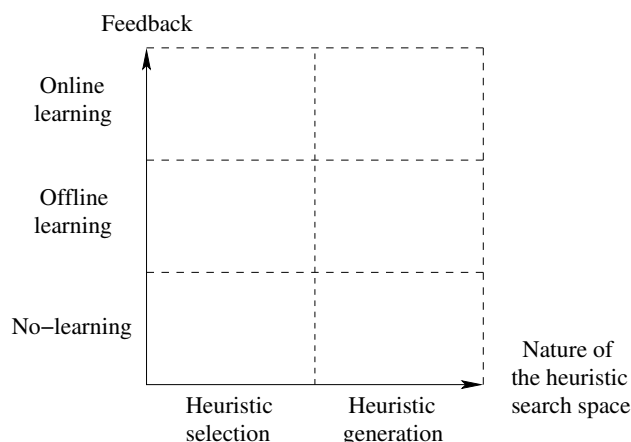 Feedback
Online
learning
Offline
learning
No−learning
Nature of
the heuristic
search space
Heuristic
selection
Heuristic
generation